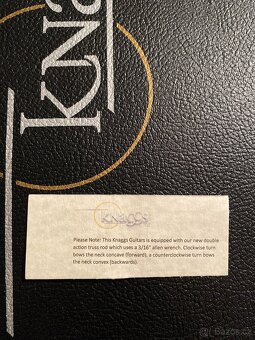 KNaGGS
KNaGGS
Please Note: This Knaggs Guitars is equipped with our new double
action truss rod which uses a 3/16" allen wrench. Clockwise turn
bows the neck concave (forward), a counterclockwise turn bows
the neck convex (backwards).